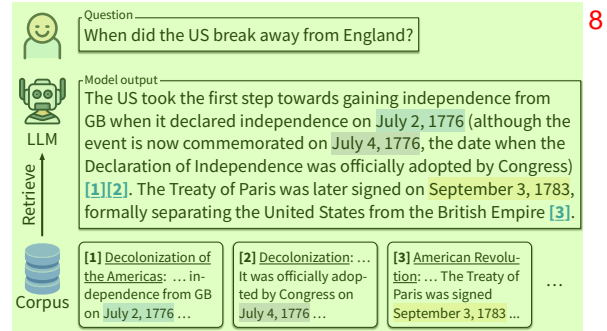 8
Question
When did the US break away from England?
Model output
The US took the first step towards gaining independence from
GB when it declared independence on July 2, 1776 (although the
event is now commemorated on July 4, 1776, the date when the
Declaration of Independence was officially adopted by Congress)
[1][2]. The Treaty of Paris was later signed on September 3, 1783,
formally separating the United States from the British Empire [3].
LLM
Retrieve
Corpus
[1] Decolonization of
the Americas: … in-
dependence from GB
on July 2, 1776 …
[2] Decolonization: …
It was officially adop-
ted by Congress on
July 4, 1776 …
[3] American Revolu-
tion: … The Treaty of
Paris was signed
September 3, 1783 ...
…